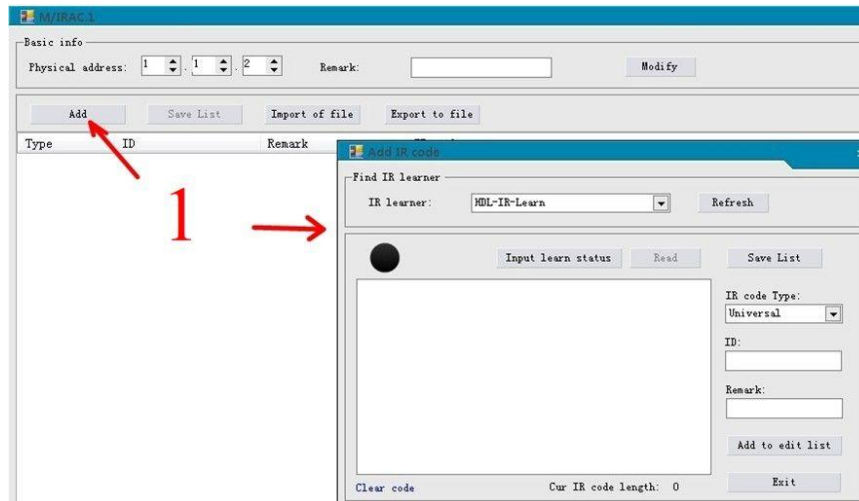 M/IRAC.1
Basic info
Physical address: 1 . 1 . 2 Remark: Modify
Add Save List Import of file Export to file
Type ID Remark
Add IR code
Find IR learner
IR learner: HDL-IR-Learn Refresh
1
Input learn status Read Save List
IR code Type:
Universal
ID:
Remark:
Add to edit list
Clear code Cur IR code length: 0 Exit